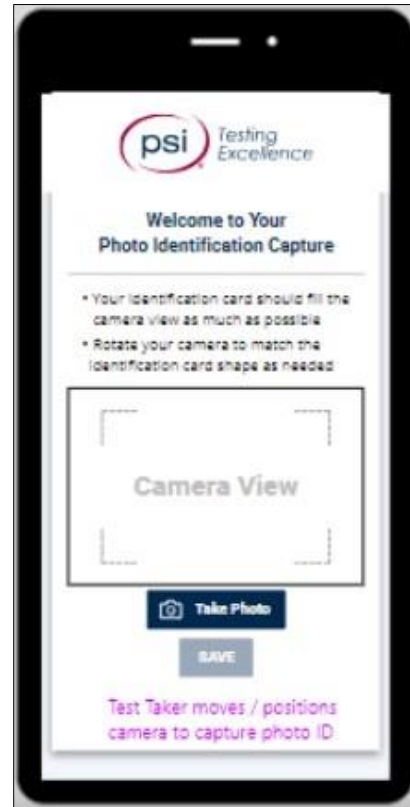 psi Testing
Excellence
Welcome to Your
Photo Identification Capture
• Your identification card should fill the
camera view as much as possible
• Rotate your camera to match the
identification card shape as needed
Camera View
Take Photo
SAVE
Test Taker moves / positions
camera to capture photo ID